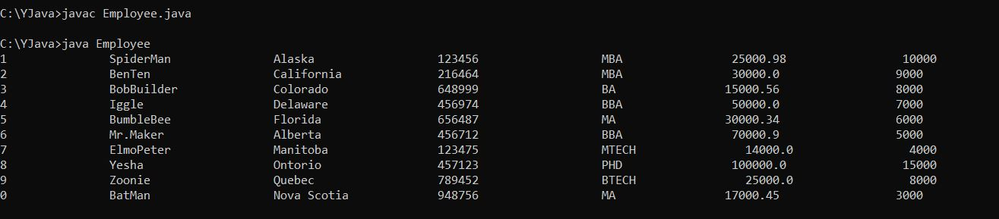 C:\YJava>javac Employee.java
C:\YJava>java Employee
1 SpiderMan Alaska 123456 MBA 25000.98 10000
2 BenTen California 216464 MBA 30000.0 9000
3 BobBuilder Colorado 648999 BA 15000.56 8000
4 Iggle Delaware 456974 BBA 50000.0 7000
5 BumbleBee Florida 656487 MA 30000.34 6000
6 Mr.Maker Alberta 456712 BBA 70000.9 5000
7 ElmoPeter Manitoba 123475 MTECH 14000.0 4000
8 Yesha Ontorio 457123 PHD 100000.0 15000
9 Zoonie Quebec 789452 BTECH 25000.0 8000
0 BatMan Nova Scotia 948756 MA 17000.45 3000